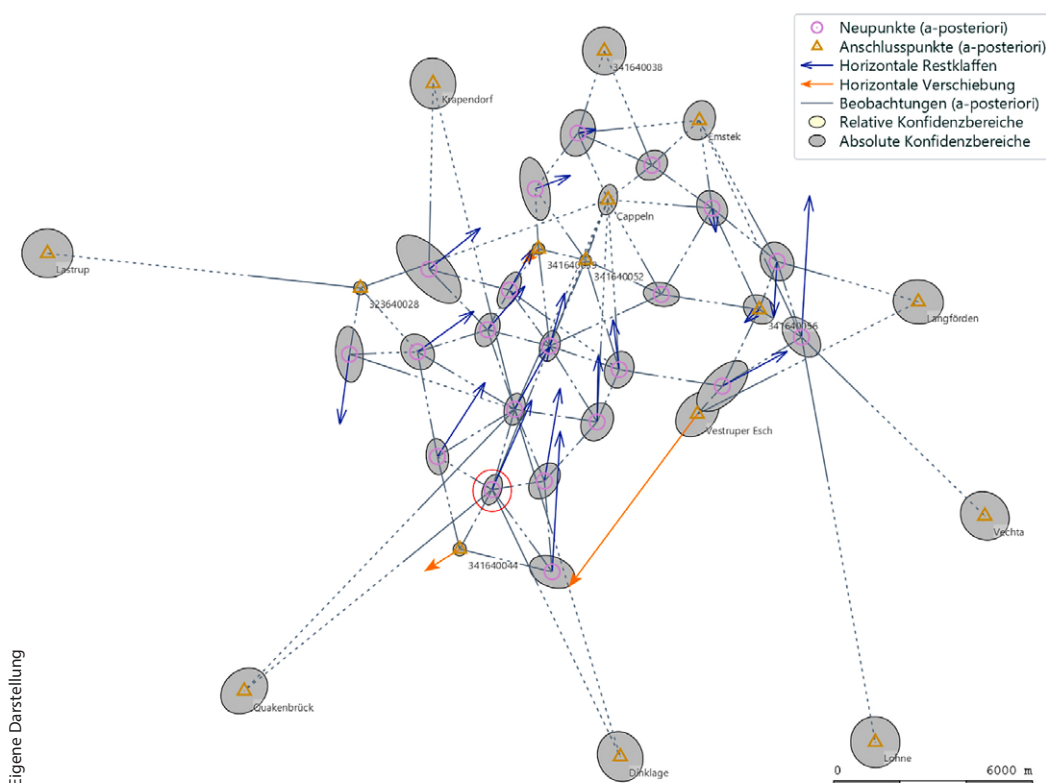 Neupunkte (a-posteriori)
Anschlusspunkte (a-posteriori)
Horizontale Restklaffen
Horizontale Verschiebung
Beobachtungen (a-posteriori)
Relative Konfidenzbereiche
Absolute Konfidenzbereiche
341640038
Krapendorf
Emstek
Cappeln
Lastrup
341640052
323640028
Langförden
Vestruper Esch
Vechta
341640044
Quakenbrück
Dinklage
Lohne
0 6000 m
Eigene Darstellung